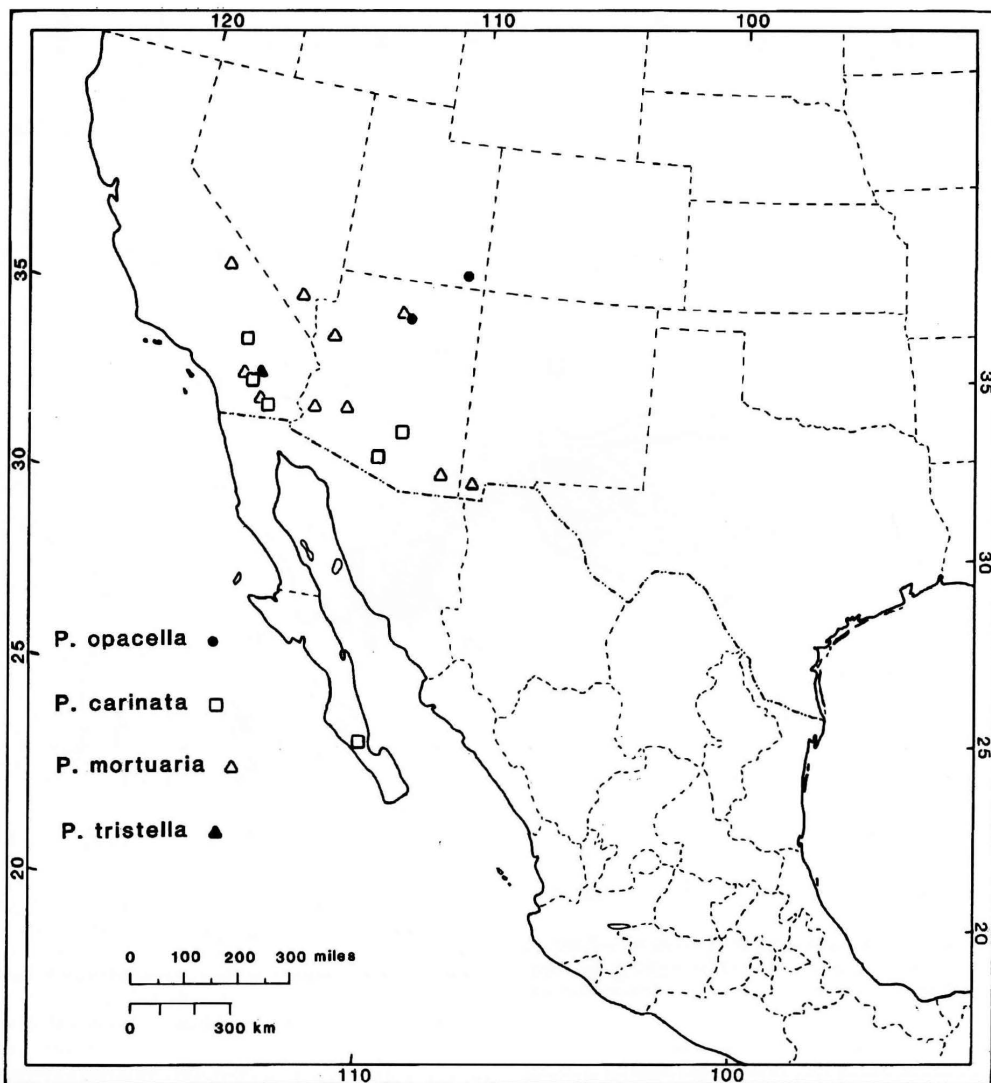 120 110 100
35
35
30
30
25
P. opacella
P. carinata
25
P. mortuaria
P. tristella
20
20
0 100 200 300 miles
0 300 km
110 100